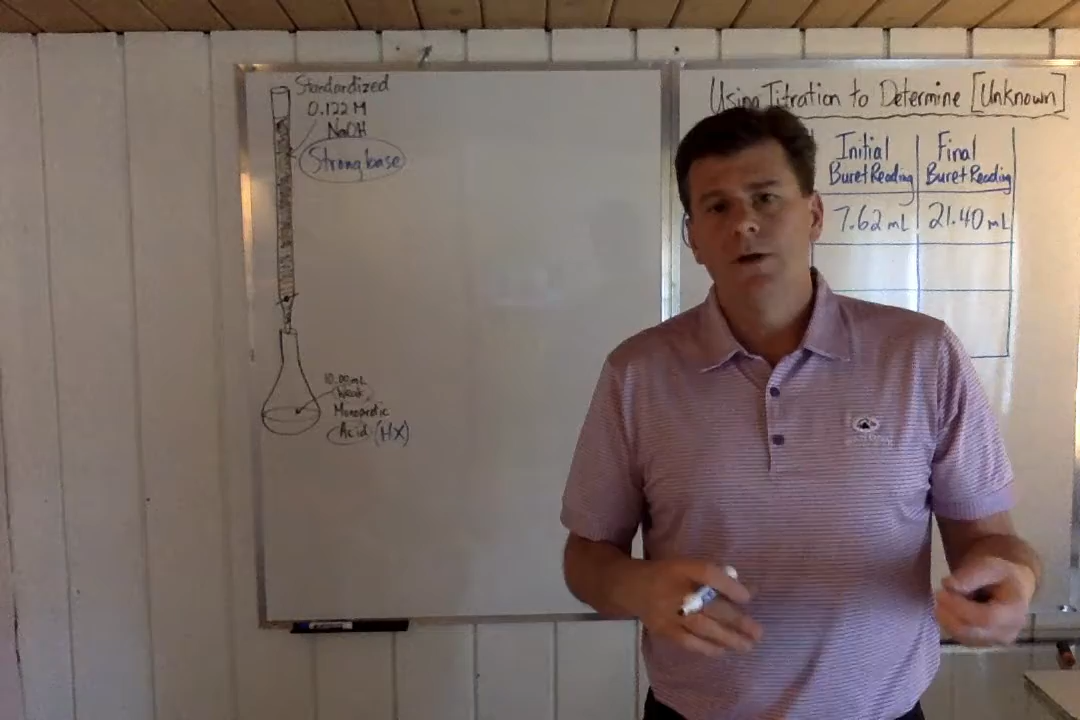 Standardized
0.122 M
NaOH
Strong base
10.00 mL
Weak
Monoprotic
Acid (HX)
Using Titration to Determine [Unknown]
Initial
Buret Reading
Final
Buret Reading
7.62 mL
21.40 mL